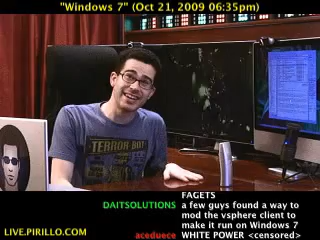 "Windows 7" (Oct 21, 2009 06:35pm)
TERROR-BOT
FAGETS
DAITSOLUTIONS a few guys found a way to
mod the vsphere client to
make it run on Windows 7
LIVE.PIRILLO.COM aceduece WHITE POWER <censored>